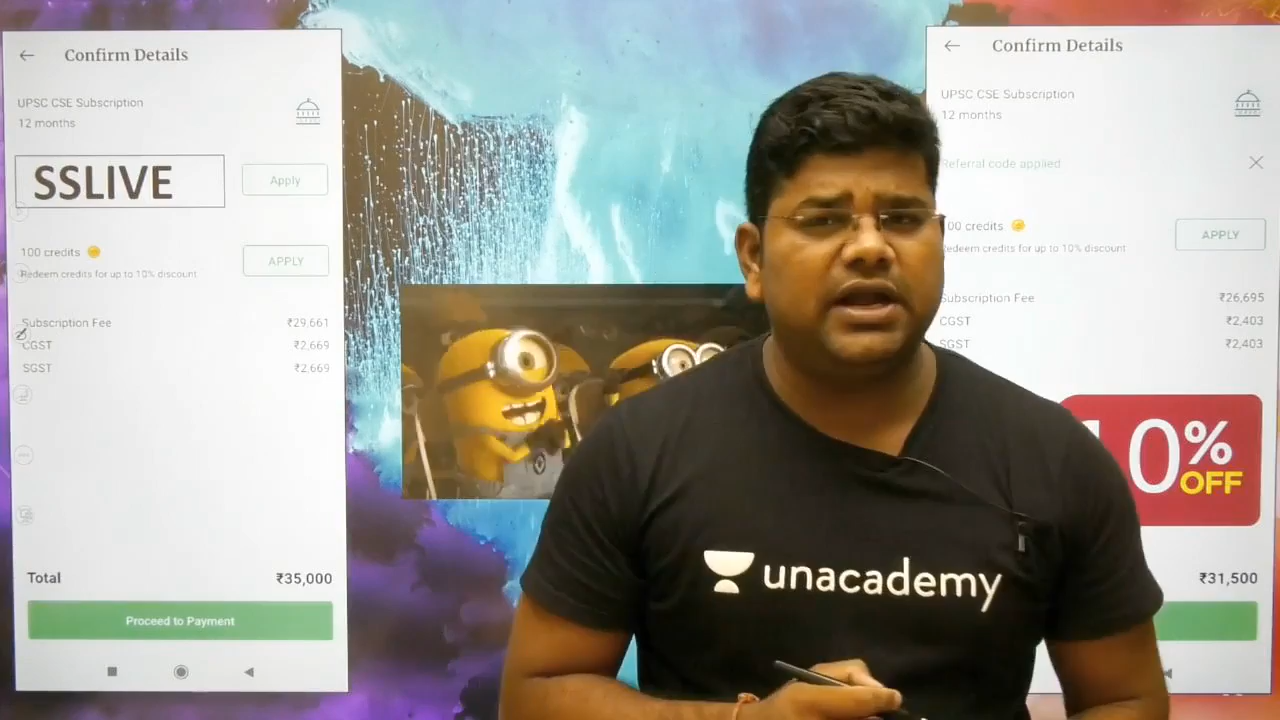 Confirm Details
UPSC CSE Subscription
12 months
SSLIVE
Apply
100 credits
APPLY
Redeem credits for up to 10% discount
Subscription Fee ₹29,661
CGST ₹2,669
SGST ₹2,669
Total ₹35,000
Proceed to Payment
unacademy
Confirm Details
UPSC CSE Subscription
12 months
Referral code applied
00 credits
APPLY
Redeem credits for up to 10% discount
Subscription Fee ₹26,695
CGST ₹2,403
SGST ₹2,403
10%
OFF
₹31,500